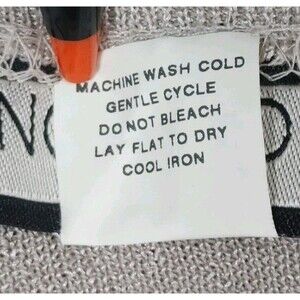 MACHINE WASH COLD
GENTLE CYCLE
DO NOT BLEACH
LAY FLAT TO DRY
COOL IRON